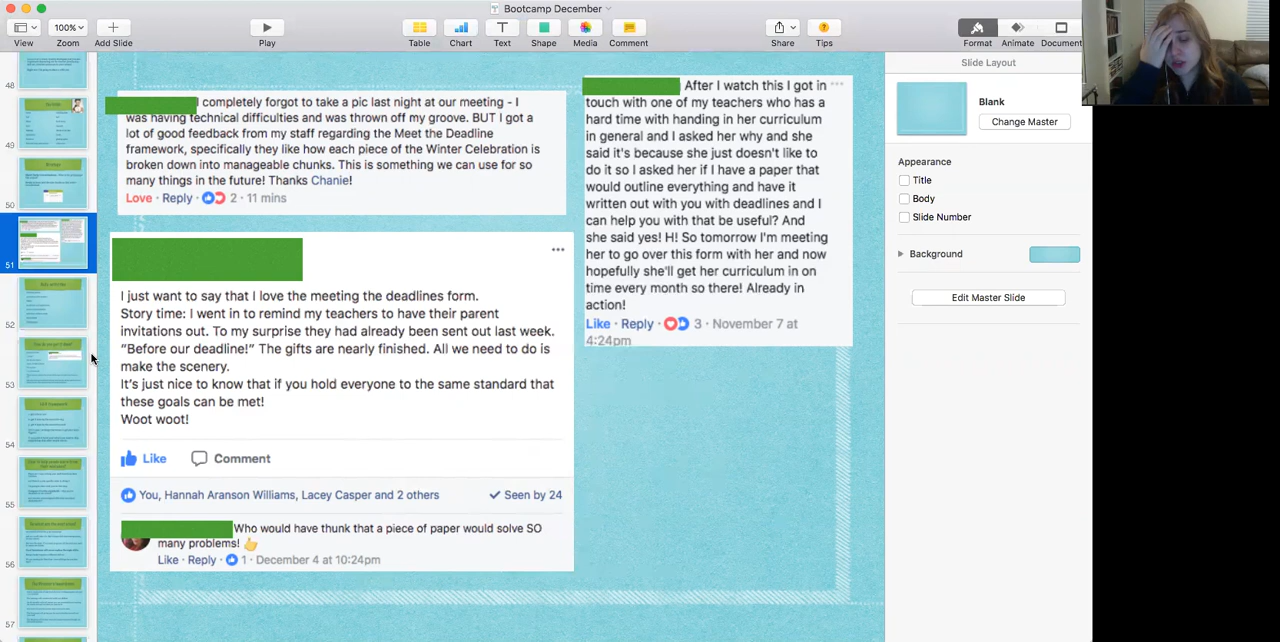 Bootcamp December
100%
View
Zoom
Add Slide
Play
Table
Chart
Text
Shape
Media
Comment
Share
Tips
Format
Animate
Document
48
49
50
51
52
53
54
55
56
57
I completely forgot to take a pic last night at our meeting - I
was having technical difficulties and was thrown off my groove. BUT I got a
lot of good feedback from my staff regarding the Meet the Deadline
framework, specifically they like how each piece of the Winter Celebration is
broken down into manageable chunks. This is something we can use for so
many things in the future! Thanks Chanie!
Love · Reply · 2 · 11 mins
I just want to say that I love the meeting the deadlines form.
Story time: I went in to remind my teachers to have their parent
invitations out. To my surprise they had already been sent out last week.
“Before our deadline!” The gifts are nearly finished. All we need to do is
make the scenery.
It’s just nice to know that if you hold everyone to the same standard that
these goals can be met!
Woot woot!
Like
Comment
You, Hannah Aranson Williams, Lacey Casper and 2 others
Seen by 24
Who would have thunk that a piece of paper would solve SO
many problems!
Like · Reply · 1 · December 4 at 10:24pm
After I watch this I got in
touch with one of my teachers who has a
hard time with handing in her curriculum
in general and I asked her why and she
said it's because she just doesn't like to
do it so I asked her if I have a paper that
would outline everything and have it
written out with you with deadlines and I
can help you with that be useful? And
she said yes! H! So tomorrow I'm meeting
her to go over this form with her and now
hopefully she'll get her curriculum in on
time every month so there! Already in
action!
Like · Reply · 3 · November 7 at
4:24pm
Slide Layout
Blank
Change Master
Appearance
Title
Body
Slide Number
Background
Edit Master Slide